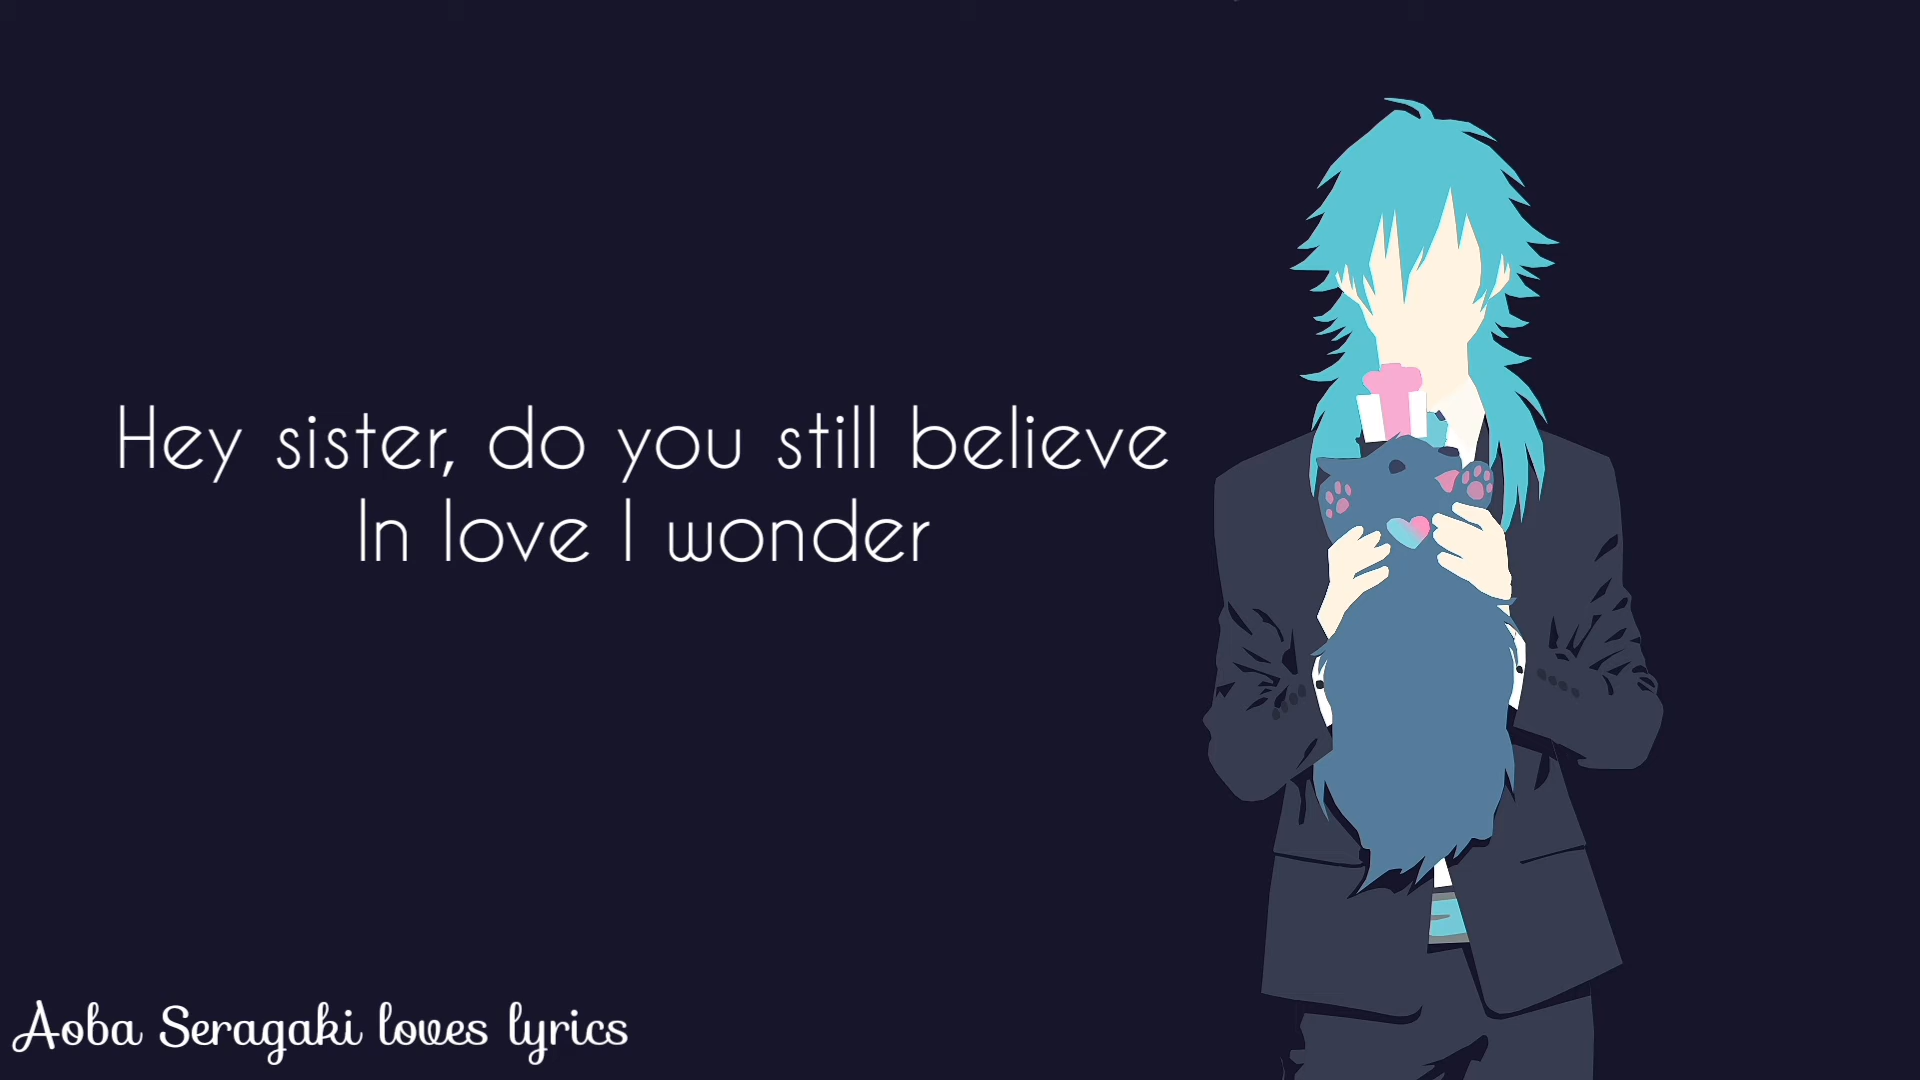 Hey sister, do you still believe
In love I wonder
Aoba Seragaki loves lyrics